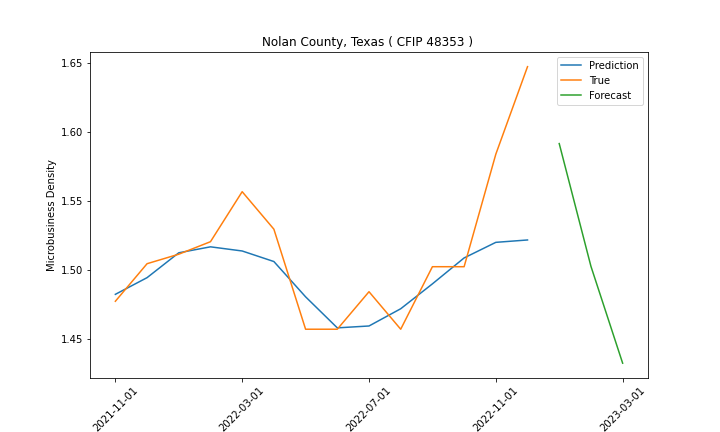 Nolan County, Texas ( CFIP 48353 )
Prediction
True
Forecast
Microbusiness Density
1.65
1.60
1.55
1.50
1.45
2021-11-01
2022-03-01
2022-07-01
2022-11-01
2023-03-01